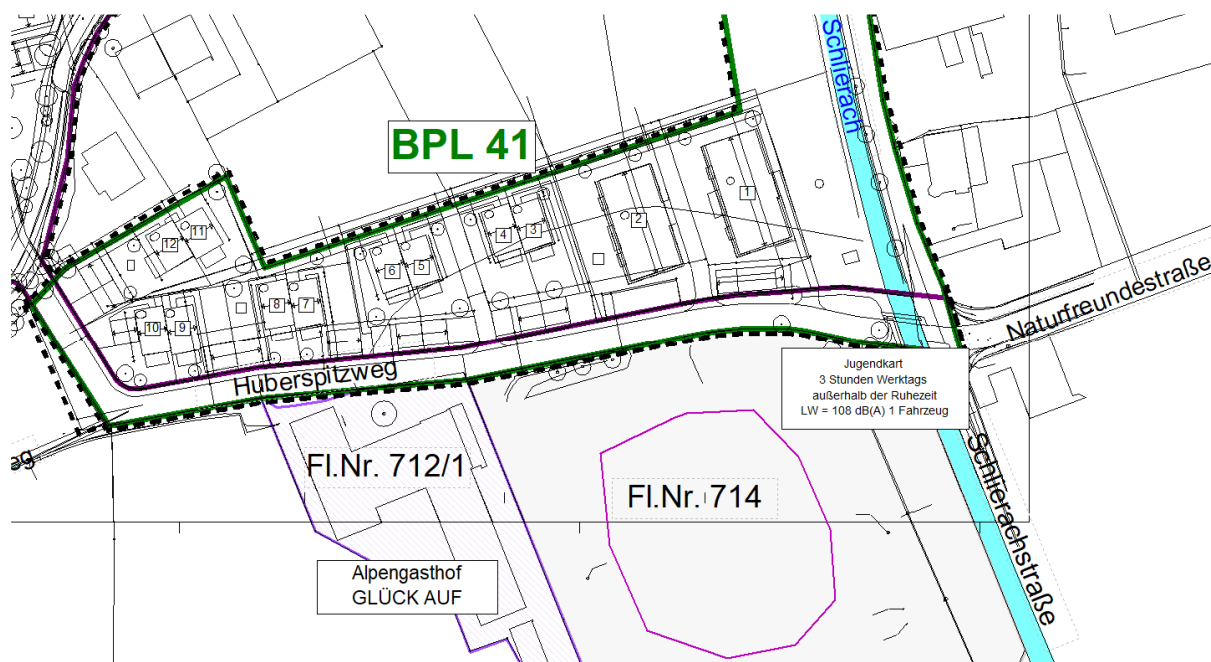 Schlierach
BPL 41
1
2
3
4
5
6
7
8
9
10
11
12
Naturfreundestraße
Huberspitzweg
Jugendkart
3 Stunden Werktags
außerhalb der Ruhezeit
LW = 108 dB(A) 1 Fahrzeug
eg
Fl.Nr. 712/1
Fl.Nr. 714
Schlierachstraße
Alpengasthof
GLÜCK AUF